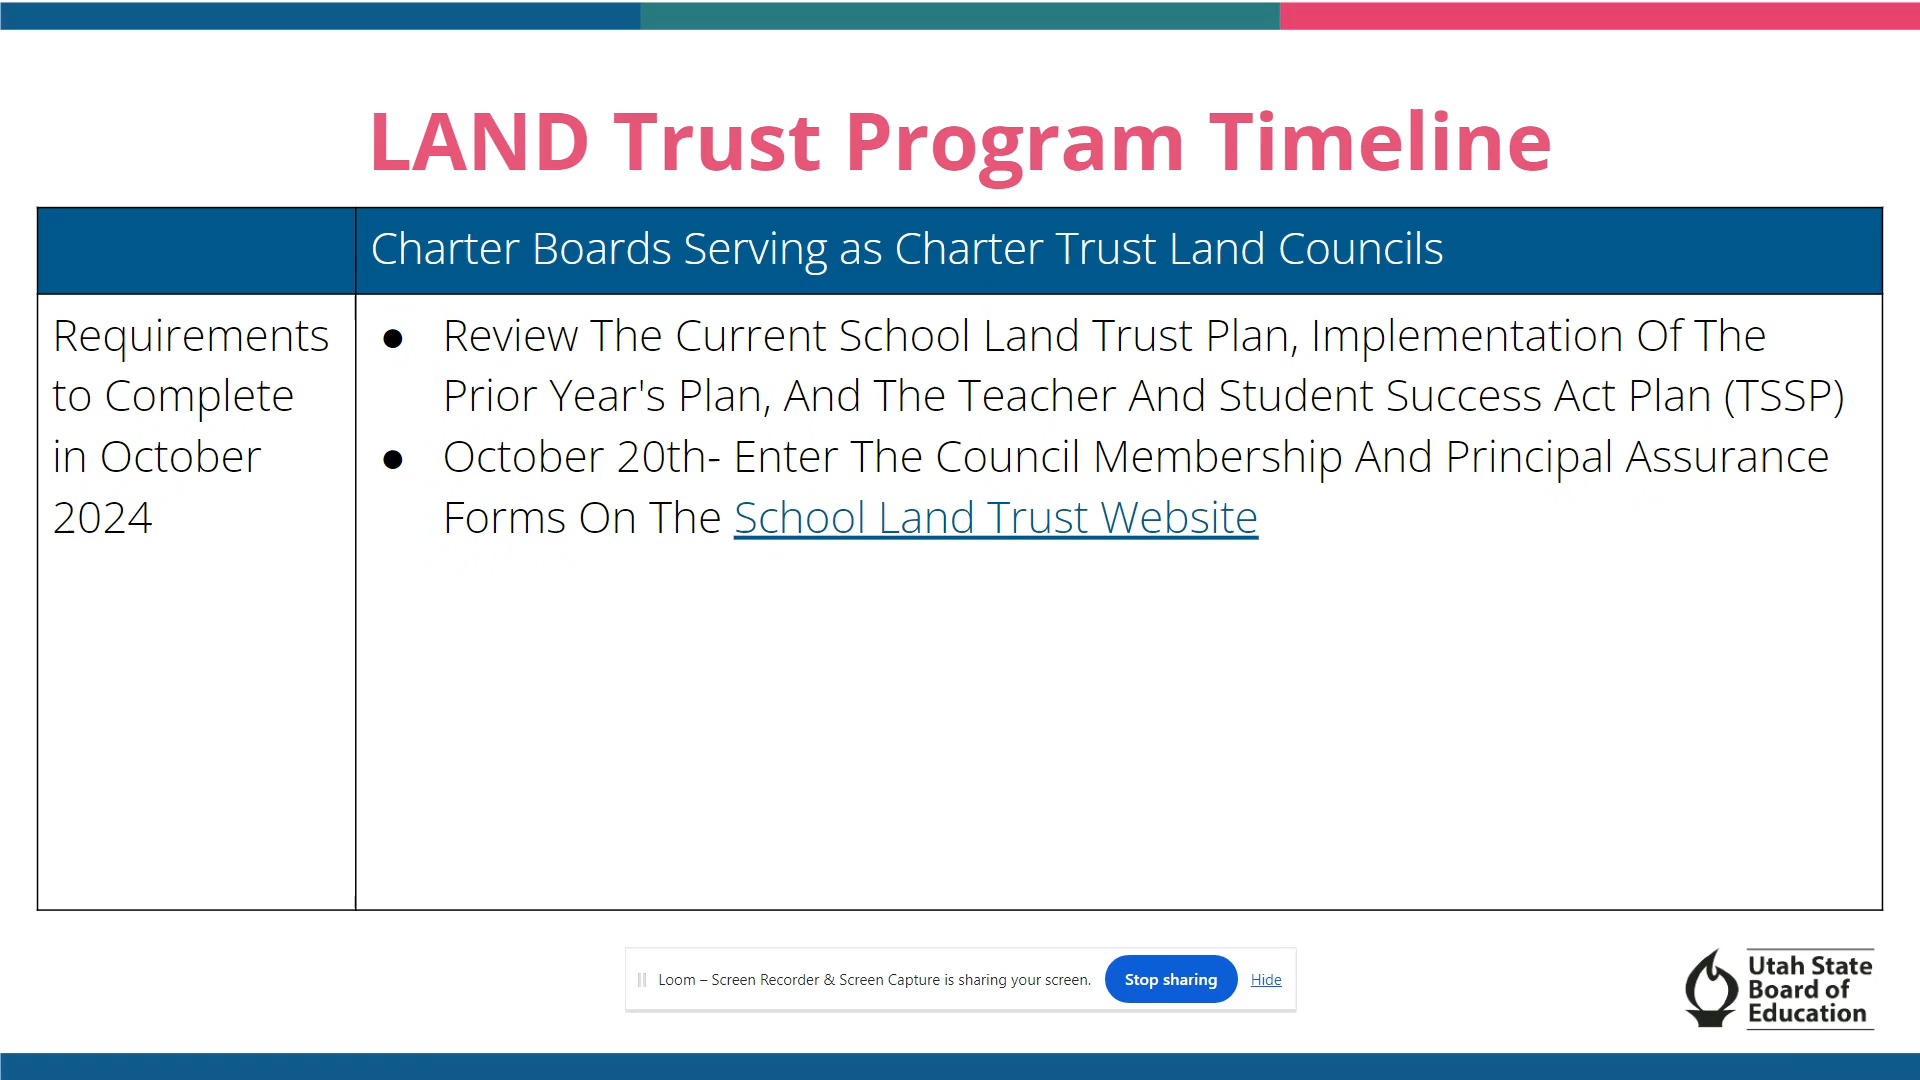 LAND Trust Program Timeline
Charter Boards Serving as Charter Trust Land Councils
Requirements
to Complete
in October
2024
● Review The Current School Land Trust Plan, Implementation Of The
Prior Year's Plan, And The Teacher And Student Success Act Plan (TSSP)
● October 20th- Enter The Council Membership And Principal Assurance
Forms On The School Land Trust Website
Loom – Screen Recorder & Screen Capture is sharing your screen.
Stop sharing
Hide
Utah State
Board of
Education